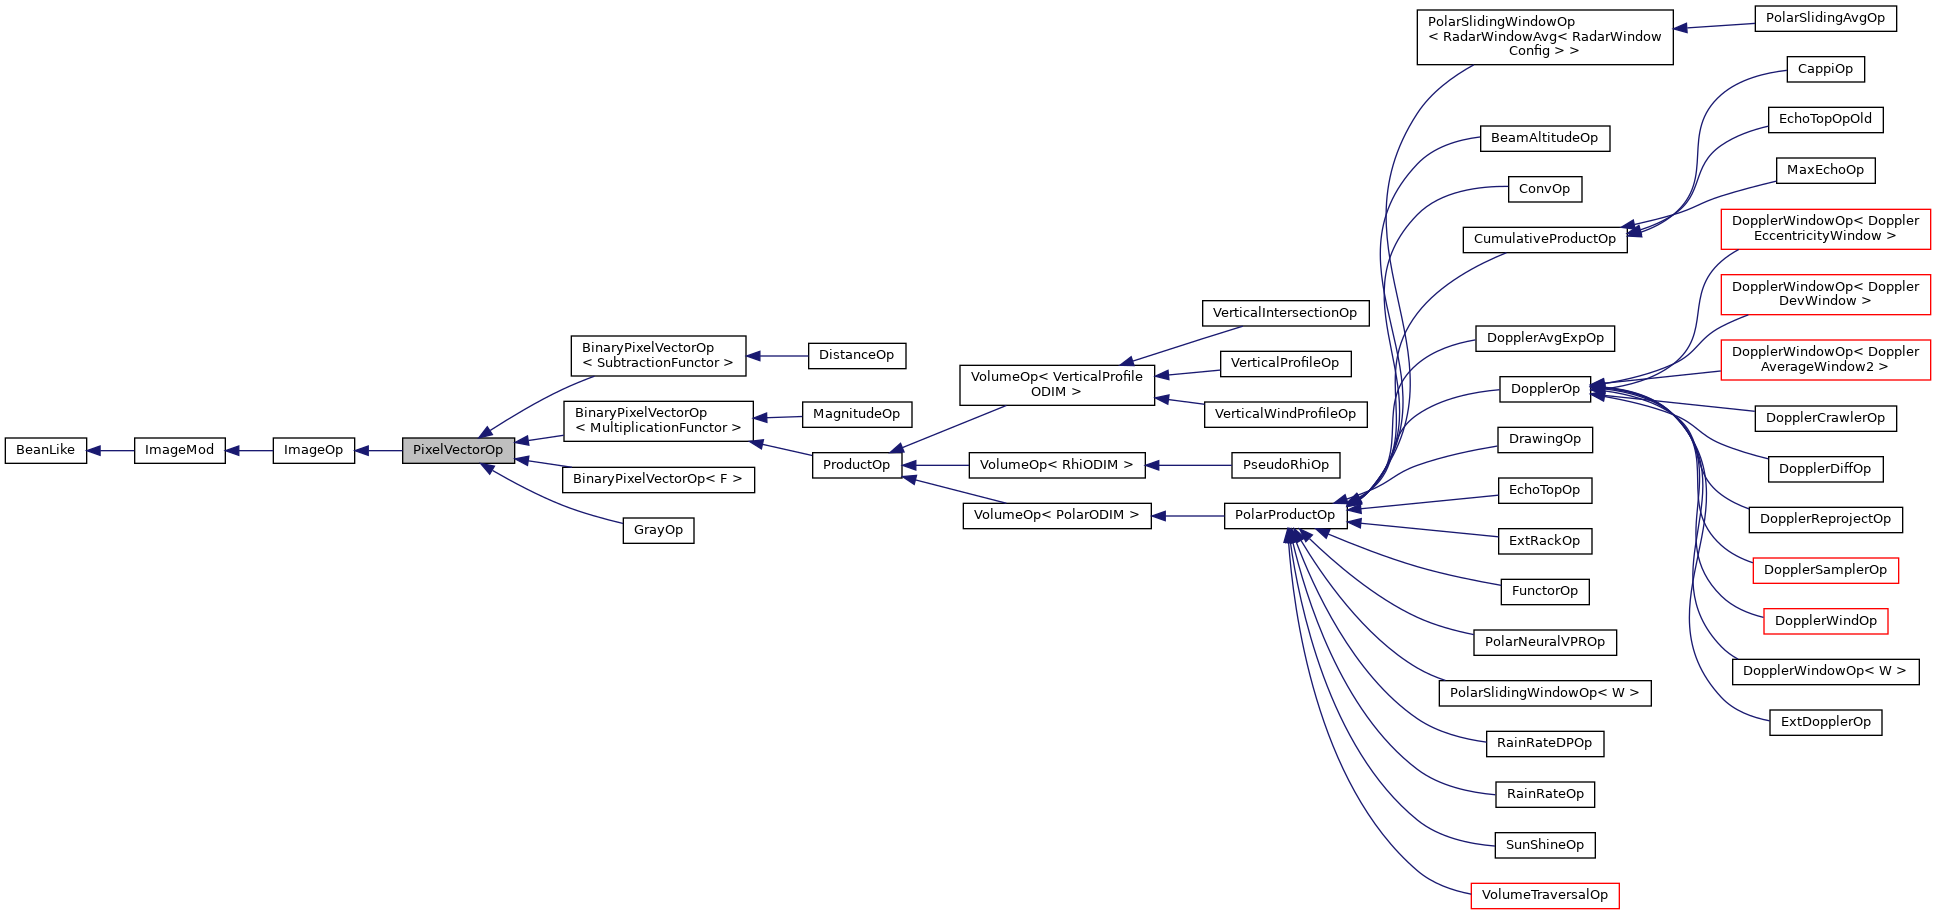 BeanLike
ImageMod
ImageOp
PixelVectorOp
BinaryPixelVectorOp
< SubtractionFunctor >
BinaryPixelVectorOp
< MultiplicationFunctor >
BinaryPixelVectorOp< F >
GrayOp
DistanceOp
MagnitudeOp
ProductOp
VolumeOp< VerticalProfile
ODIM >
VolumeOp< RhiODIM >
VolumeOp< PolarODIM >
VerticalIntersectionOp
VerticalProfileOp
VerticalWindProfileOp
PseudoRhiOp
PolarProductOp
PolarSlidingWindowOp
< RadarWindowAvg< RadarWindow
Config > >
BeamAltitudeOp
ConvOp
CumulativeProductOp
DopplerAvgExpOp
DopplerOp
DrawingOp
EchoTopOp
ExtRackOp
FunctorOp
PolarNeuralVPROp
PolarSlidingWindowOp< W >
RainRateDPOp
RainRateOp
SunShineOp
VolumeTraversalOp
PolarSlidingAvgOp
CappiOp
EchoTopOpOld
MaxEchoOp
DopplerWindowOp< Doppler
EccentricityWindow >
DopplerWindowOp< Doppler
DevWindow >
DopplerWindowOp< Doppler
AverageWindow2 >
DopplerCrawlerOp
DopplerDiffOp
DopplerReprojectOp
DopplerSamplerOp
DopplerWindOp
DopplerWindowOp< W >
ExtDopplerOp